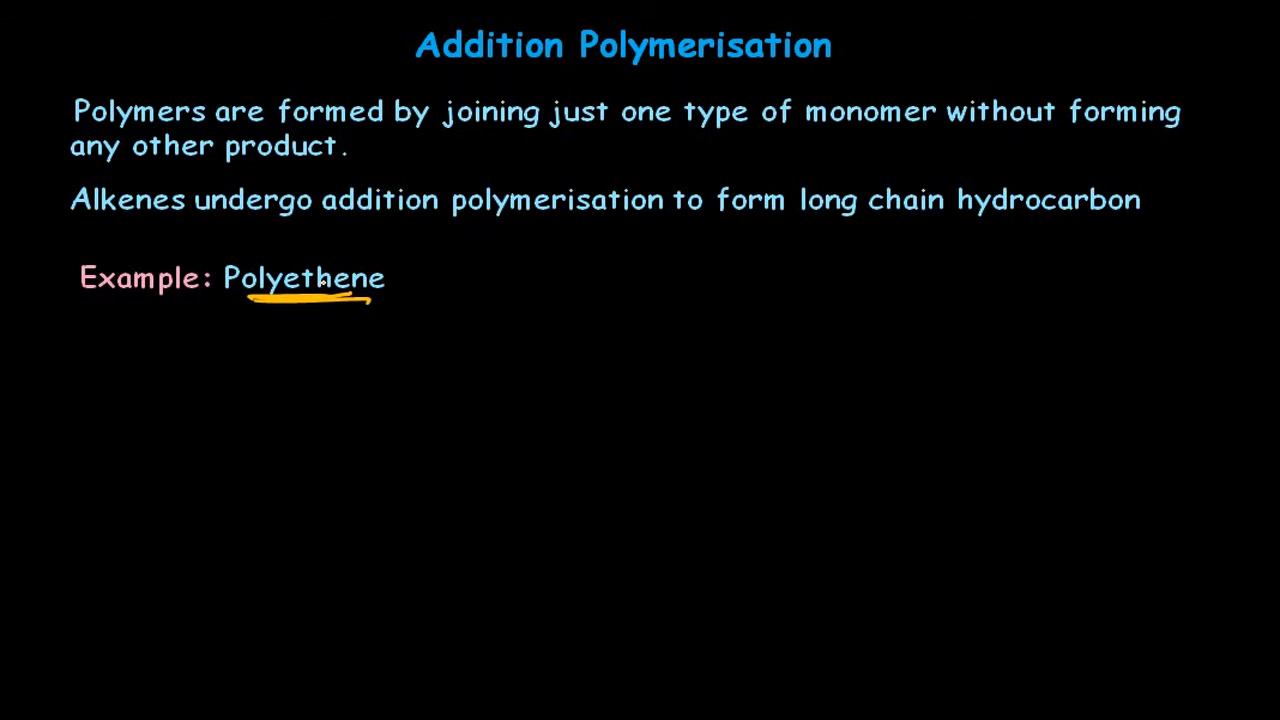 Addition Polymerisation
Polymers are formed by joining just one type of monomer without forming
any other product.
Alkenes undergo addition polymerisation to form long chain hydrocarbon
Example: Polyethene